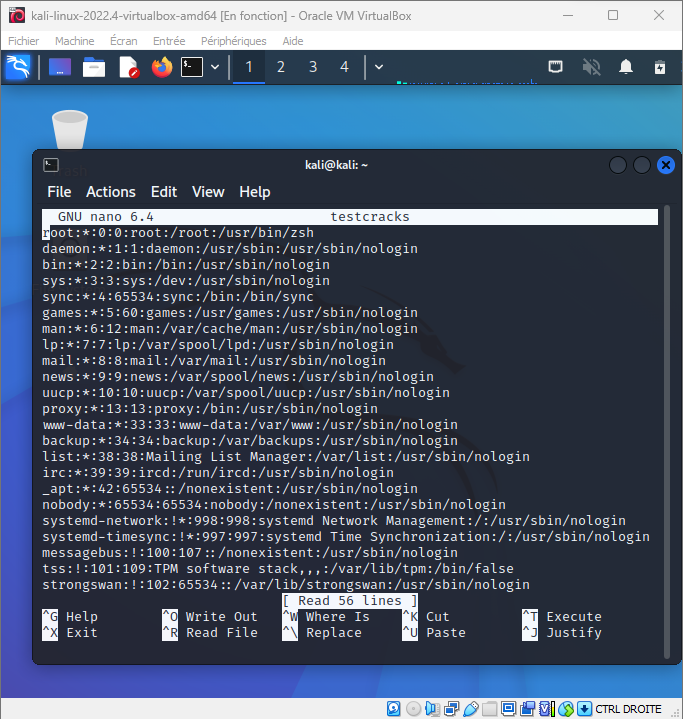 kali-linux-2022.4-virtualbox-amd64 [En fonction] - Oracle VM VirtualBox
Fichier Machine Écran Entrée Périphériques Aide
1 2 3 4
kali@kali: ~
File Actions Edit View Help
GNU nano 6.4 testcracks
root:*:0:0:root:/root:/usr/bin/zsh
daemon:*:1:1:daemon:/usr/sbin:/usr/sbin/nologin
bin:*:2:2:bin:/bin:/usr/sbin/nologin
sys:*:3:3:sys:/dev:/usr/sbin/nologin
sync:*:4:65534:sync:/bin:/bin/sync
games:*:5:60:games:/usr/games:/usr/sbin/nologin
man:*:6:12:man:/var/cache/man:/usr/sbin/nologin
lp:*:7:7:lp:/var/spool/lpd:/usr/sbin/nologin
mail:*:8:8:mail:/var/mail:/usr/sbin/nologin
news:*:9:9:news:/var/spool/news:/usr/sbin/nologin
uucp:*:10:10:uucp:/var/spool/uucp:/usr/sbin/nologin
proxy:*:13:13:proxy:/bin:/usr/sbin/nologin
www-data:*:33:33:www-data:/var/www:/usr/sbin/nologin
backup:*:34:34:backup:/var/backups:/usr/sbin/nologin
list:*:38:38:Mailing List Manager:/var/list:/usr/sbin/nologin
irc:*:39:39:ircd:/run/ircd:/usr/sbin/nologin
_apt:*:42:65534::/nonexistent:/usr/sbin/nologin
nobody:*:65534:65534:nobody:/nonexistent:/usr/sbin/nologin
systemd-network:!*:998:998:systemd Network Management:/:/usr/sbin/nologin
systemd-timesync:!*:997:997:systemd Time Synchronization:/:/usr/sbin/nologin
messagebus:!:100:107::/nonexistent:/usr/sbin/nologin
tss:!:101:109:TPM software stack,,,:/var/lib/tpm:/bin/false
strongswan:!:102:65534::/var/lib/strongswan:/usr/sbin/nologin
[ Read 56 lines ]
^G Help ^O Write Out ^W Where Is ^K Cut ^T Execute
^X Exit ^R Read File ^\ Replace ^U Paste ^J Justify
CTRL DROITE